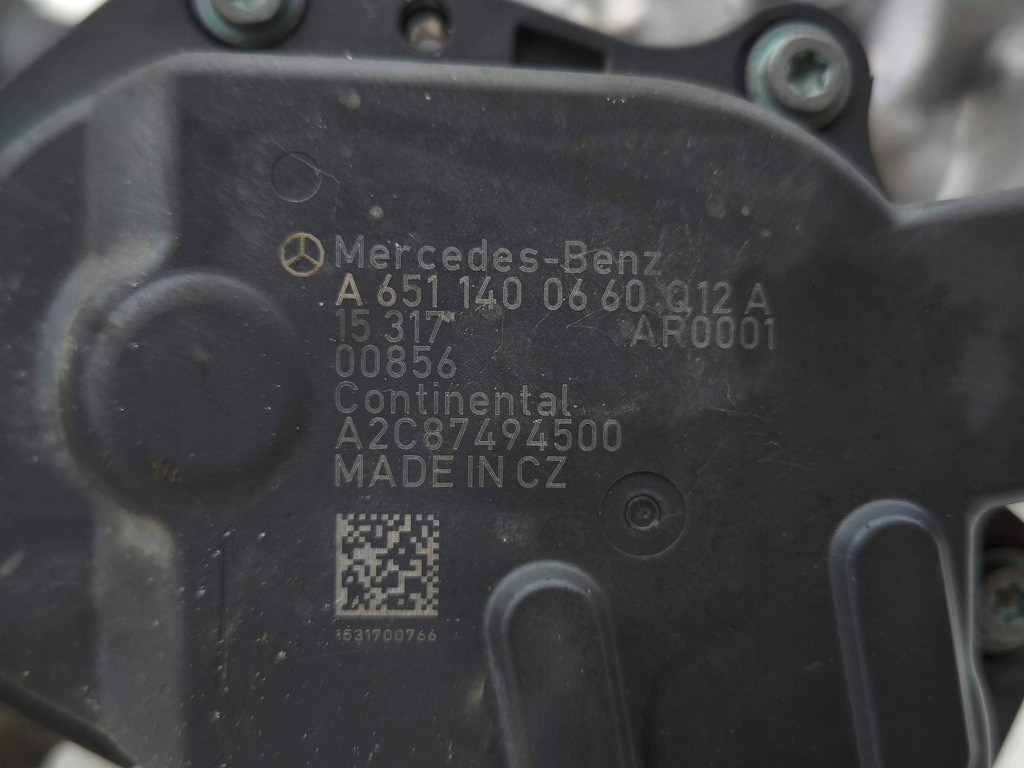 Mercedes-Benz
A 651 140 06 60 Q12 A
15 317 AR0001
00856
Continental
A2C87494500
MADE IN CZ
1531700766